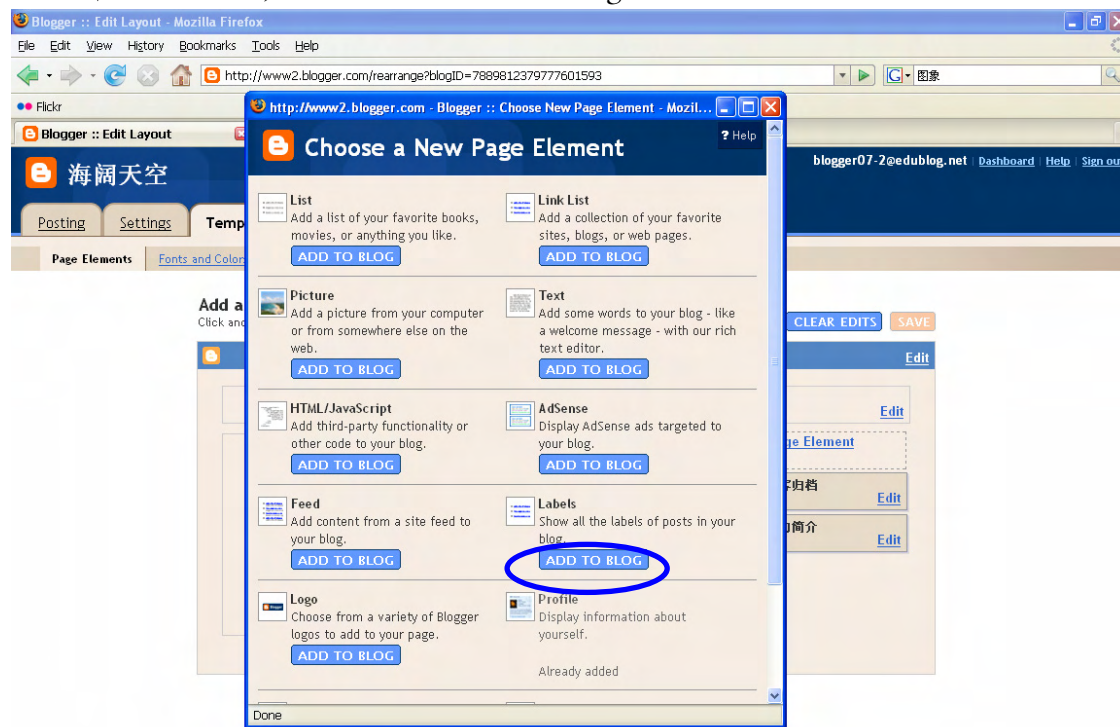 Blogger :: Edit Layout - Mozilla Firefox
File Edit View History Bookmarks Tools Help
http://www2.blogger.com/rearrange?blogID=7889812379777601593
G 图象
Flickr
Blogger :: Edit Layout
海阔天空
blogger07-2@edublog.net | Dashboard | Help | Sign out
Posting Settings Temp
Page Elements Fonts and Color
Add a
Click and
CLEAR EDITS SAVE
Edit
Edit
ge Element
归档
Edit
简介
Edit
http://www2.blogger.com - Blogger :: Choose New Page Element - Mozil...
Choose a New Page Element
? Help
List
Add a list of your favorite books,
movies, or anything you like.
ADD TO BLOG
Link List
Add a collection of your favorite
sites, blogs, or web pages.
ADD TO BLOG
Picture
Add a picture from your computer
or from somewhere else on the
web.
ADD TO BLOG
Text
Add some words to your blog - like
a welcome message - with our rich
text editor.
ADD TO BLOG
HTML/JavaScript
Add third-party functionality or
other code to your blog.
ADD TO BLOG
AdSense
Display AdSense ads targeted to
your blog.
ADD TO BLOG
Feed
Add content from a site feed to
your blog.
ADD TO BLOG
Labels
Show all the labels of posts in your
blog.
ADD TO BLOG
Logo
Choose from a variety of Blogger
logos to add to your page.
ADD TO BLOG
Profile
Display information about
yourself.
Already added
Done